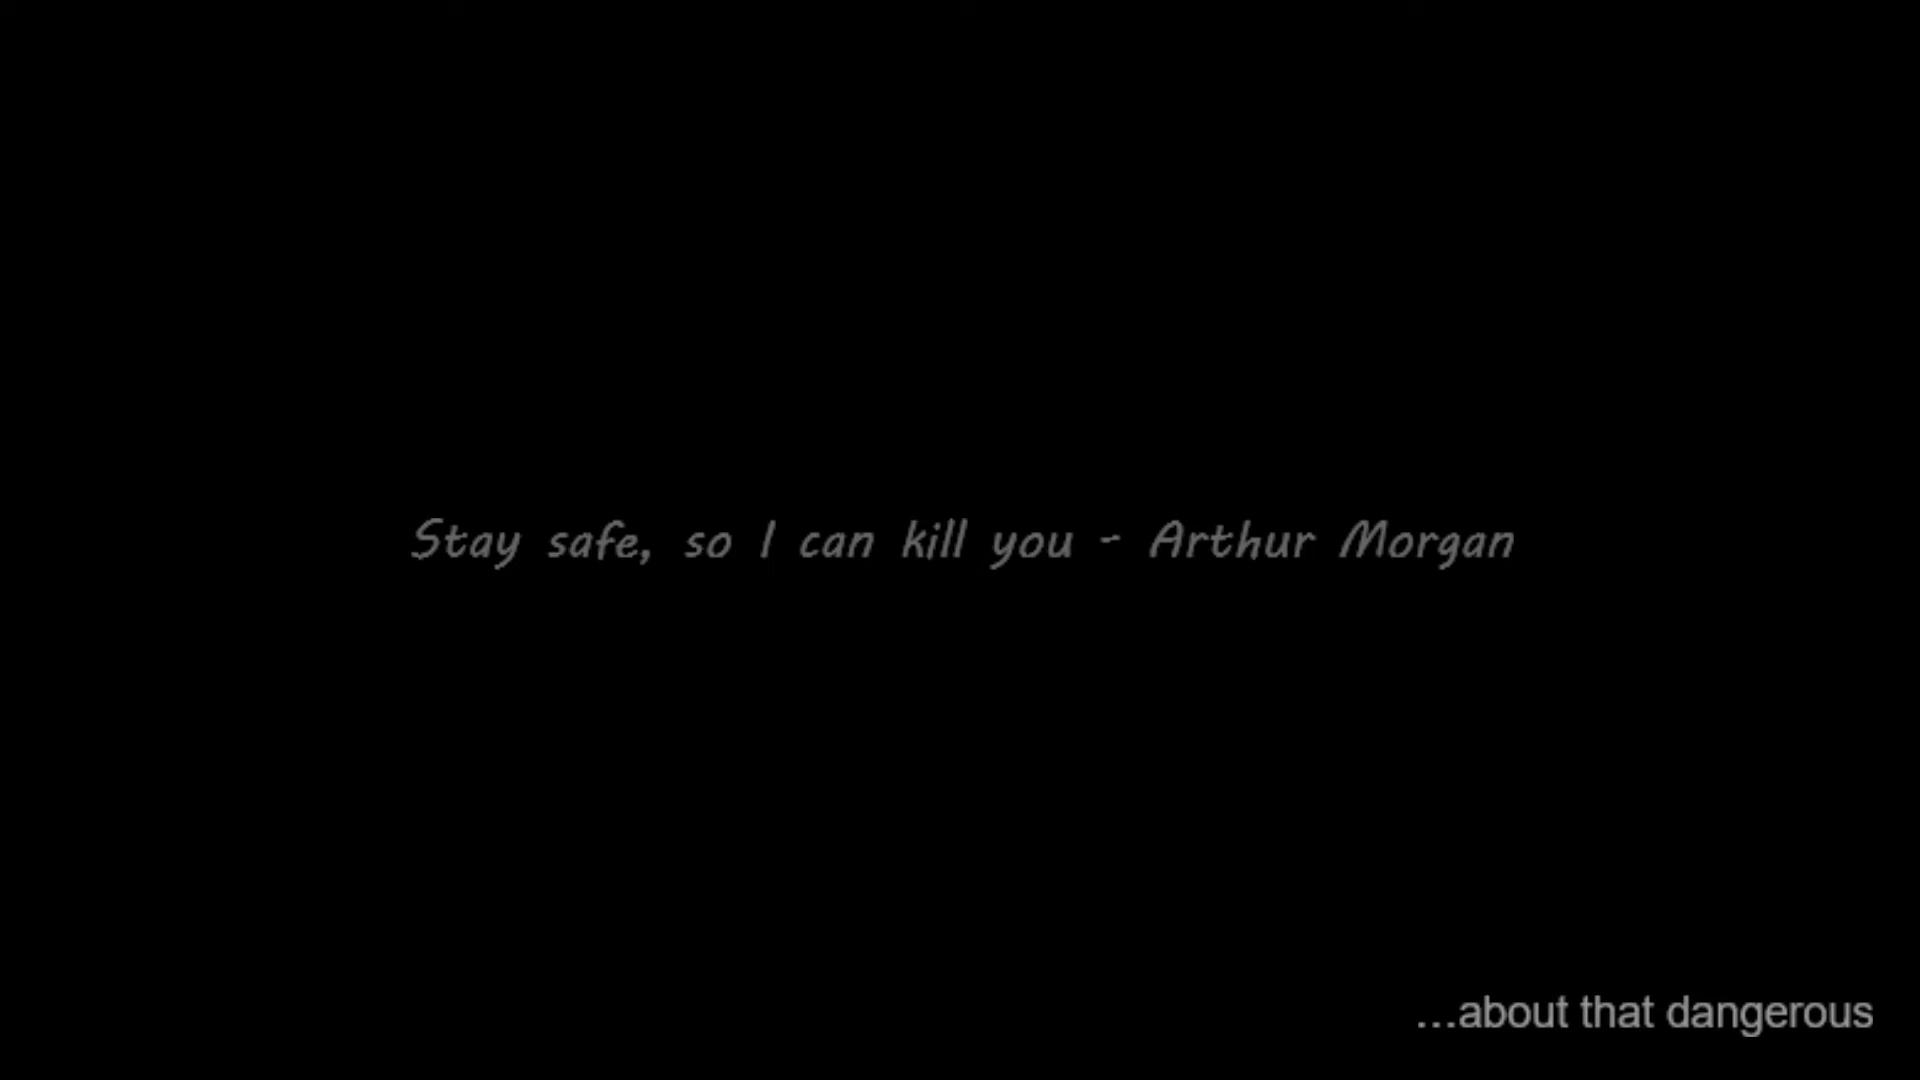 Stay safe, so I can kill you - Arthur Morgan
...about that dangerous